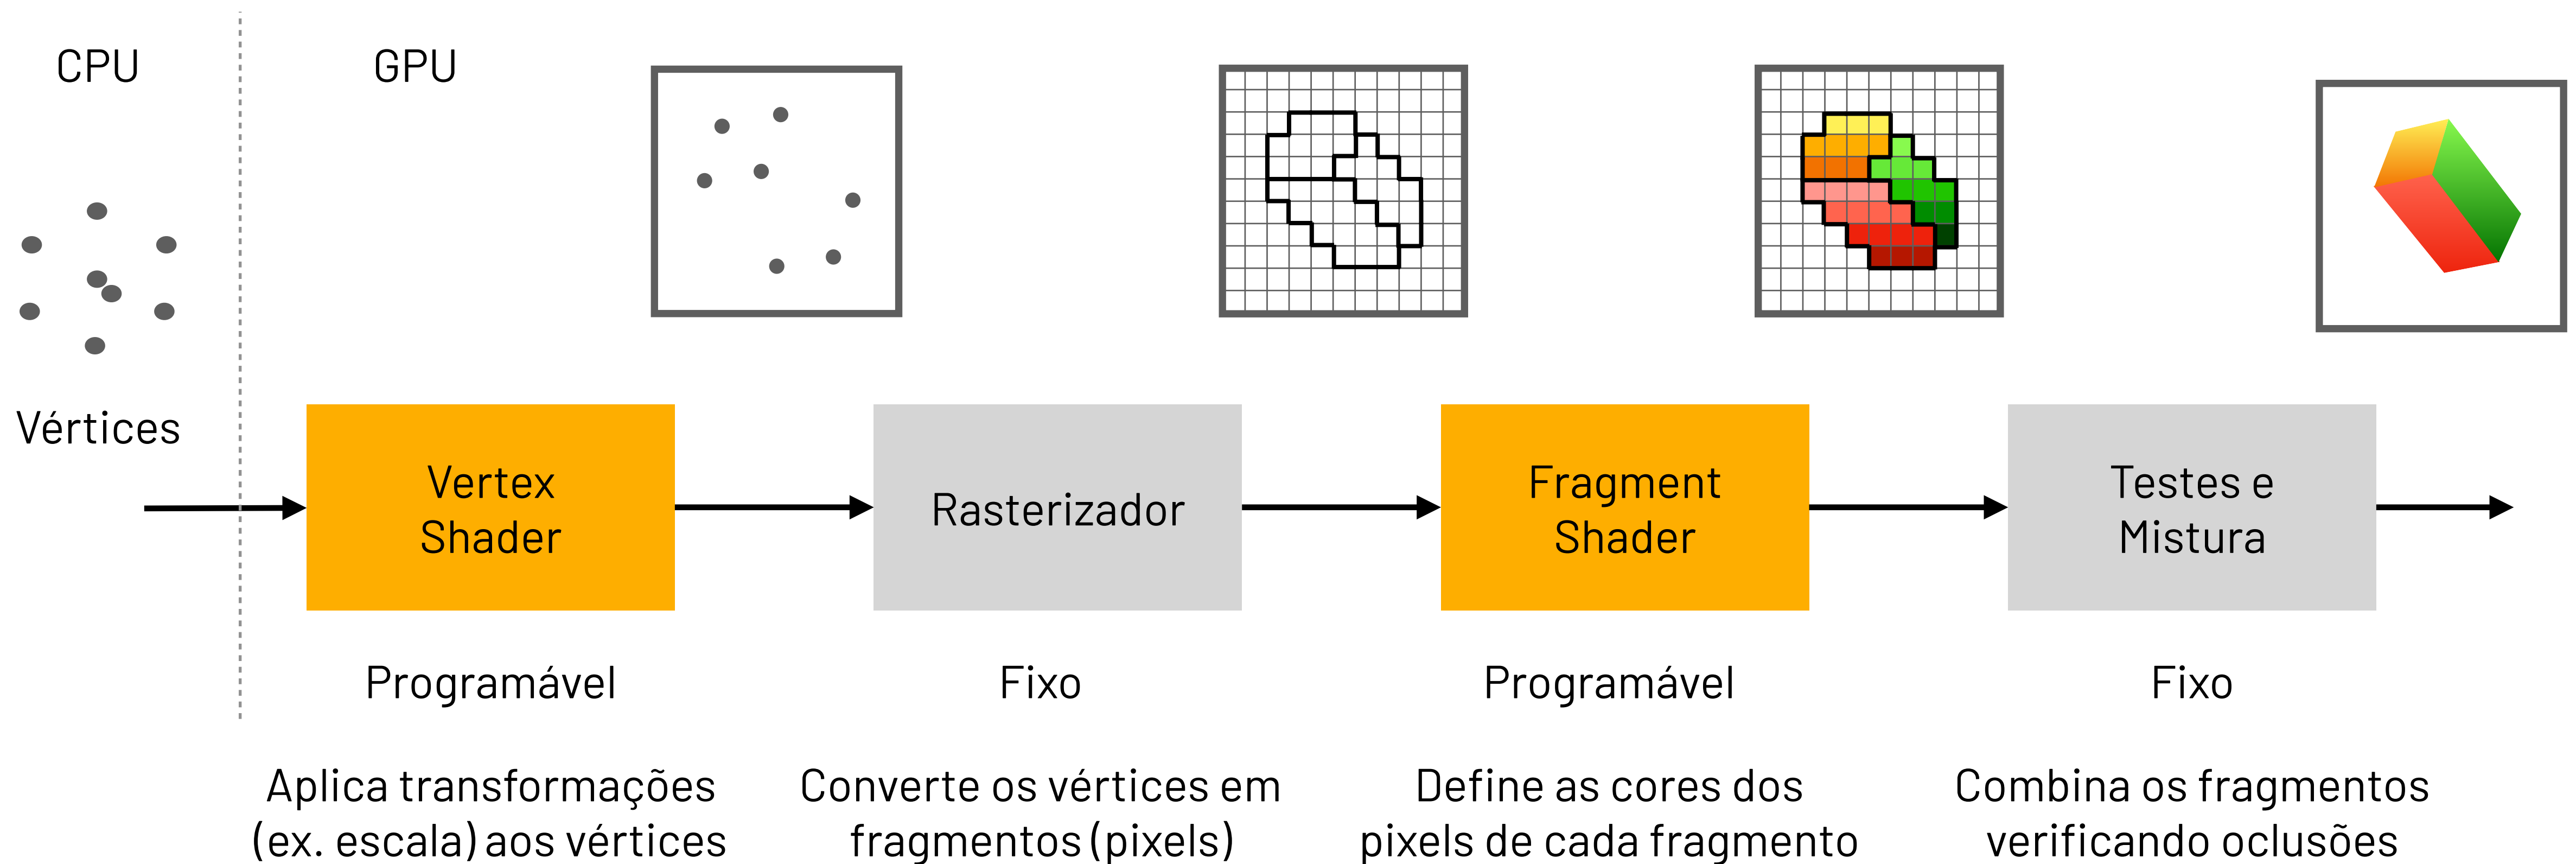 CPU
GPU
Vértices
Vertex
Shader
Rasterizador
Fragment
Shader
Testes e
Mistura
Programável
Fixo
Programável
Fixo
Aplica transformações
(ex. escala) aos vértices
Converte os vértices em
fragmentos (pixels)
Define as cores dos
pixels de cada fragmento
Combina os fragmentos
verificando oclusões